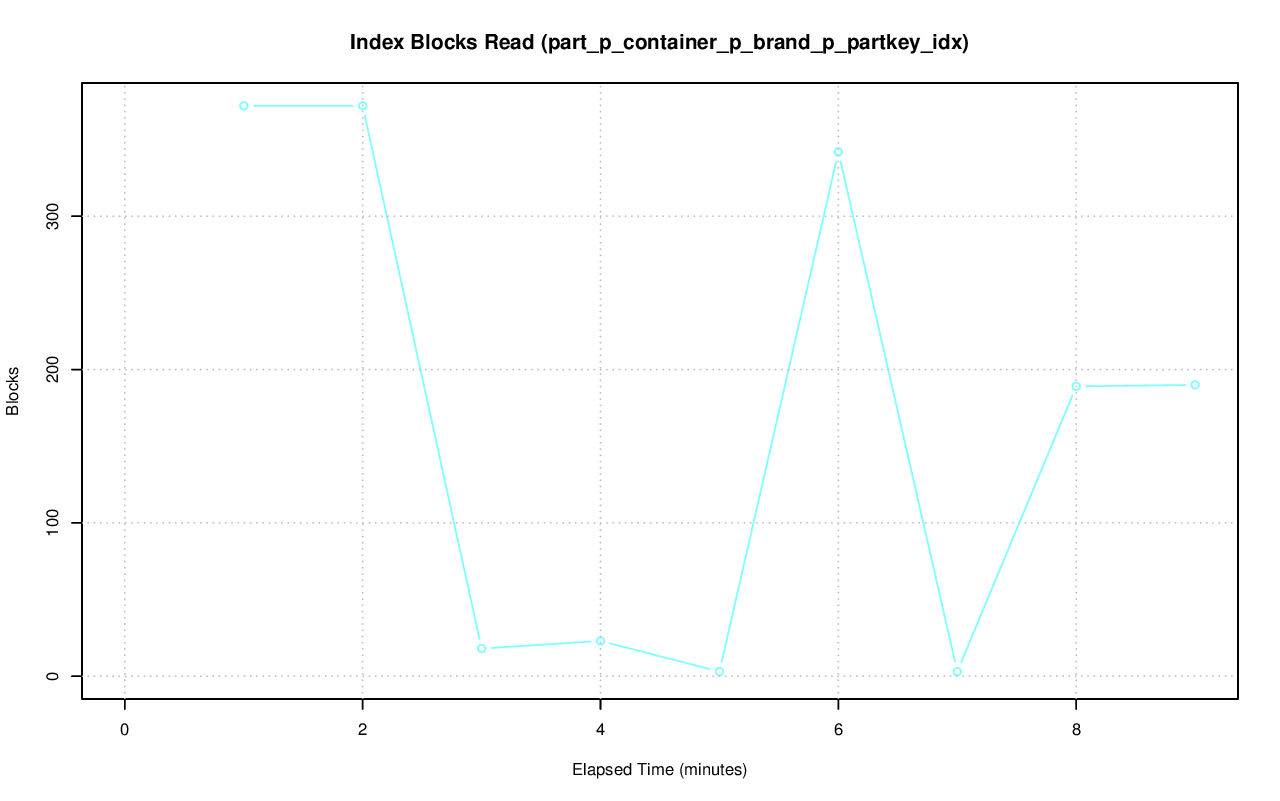 Index Blocks Read (part_p_container_p_brand_p_partkey_idx)
Blocks
300
200
100
0
0 2 4 6 8
Elapsed Time (minutes)